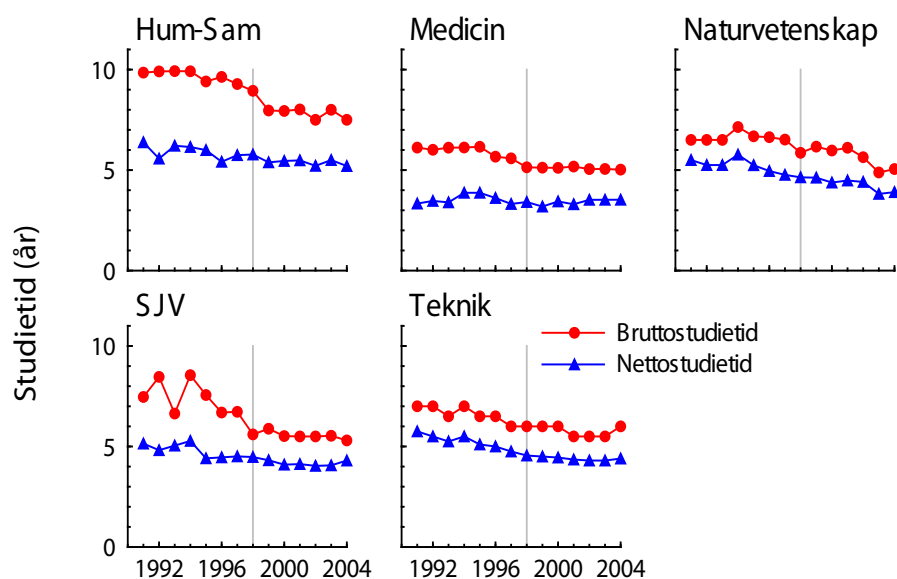 Hum-Sam
Medicin
Naturvetenskap
10
5
0
Studietid (år)
SJV
Teknik
Bruttostudietid
Nettostudietid
10
5
0
1992 1996 2000 2004
1992 1996 2000 2004